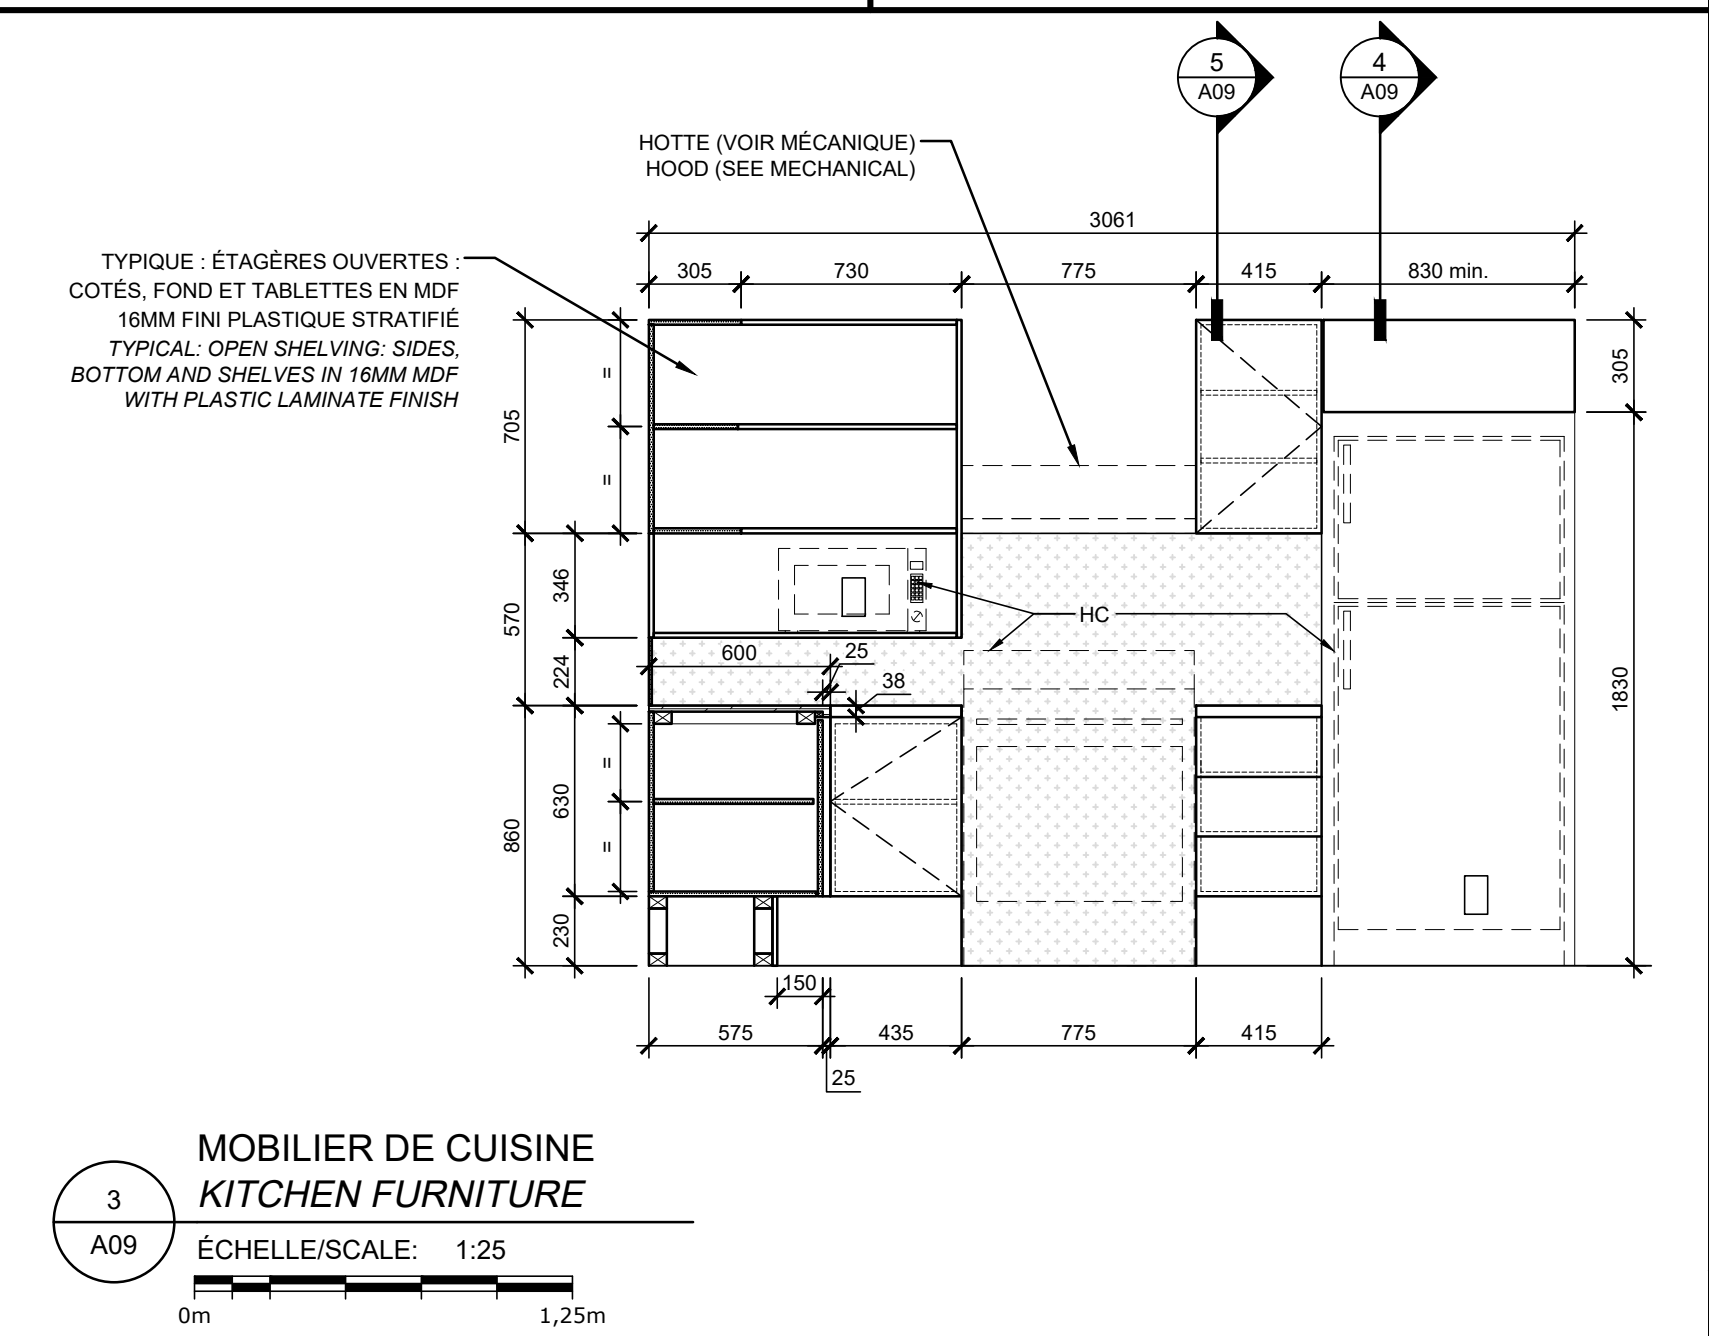 5
A09
4
A09
HOTTE (VOIR MÉCANIQUE)
HOOD (SEE MECHANICAL)
3061
TYPIQUE : ÉTAGÈRES OUVERTES :
COTÉS, FOND ET TABLETTES EN MDF
16MM FINI PLASTIQUE STRATIFIÉ
TYPICAL: OPEN SHELVING: SIDES,
BOTTOM AND SHELVES IN 16MM MDF
WITH PLASTIC LAMINATE FINISH
305
730
775
415
830 min.
305
=
705
=
346
570
HC
600
25
224
38
1830
=
630
860
=
230
150
575
435
775
415
25
MOBILIER DE CUISINE
KITCHEN FURNITURE
3
A09
ÉCHELLE/SCALE: 1:25
0m
1,25m